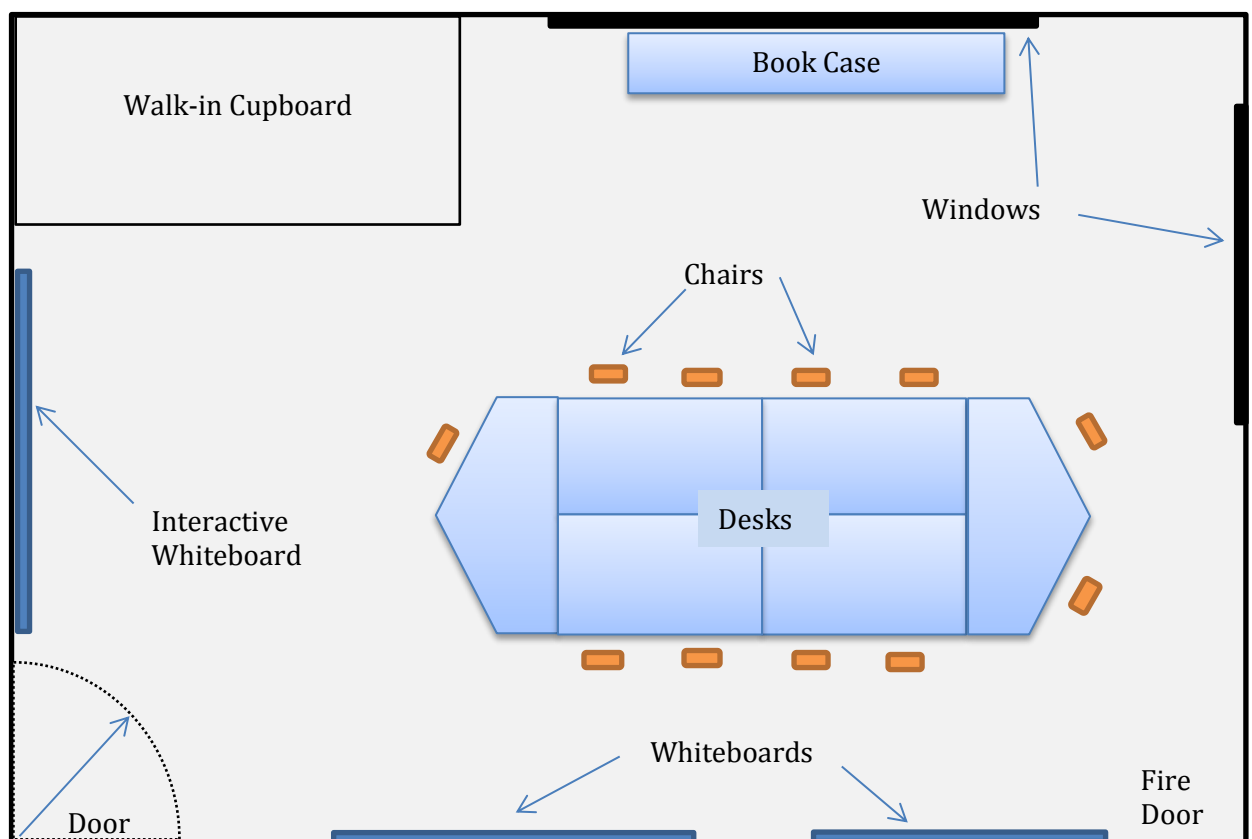 Book Case
Walk-in Cupboard
Windows
Chairs
Interactive
Whiteboard
Desks
Whiteboards
Fire
Door
Door